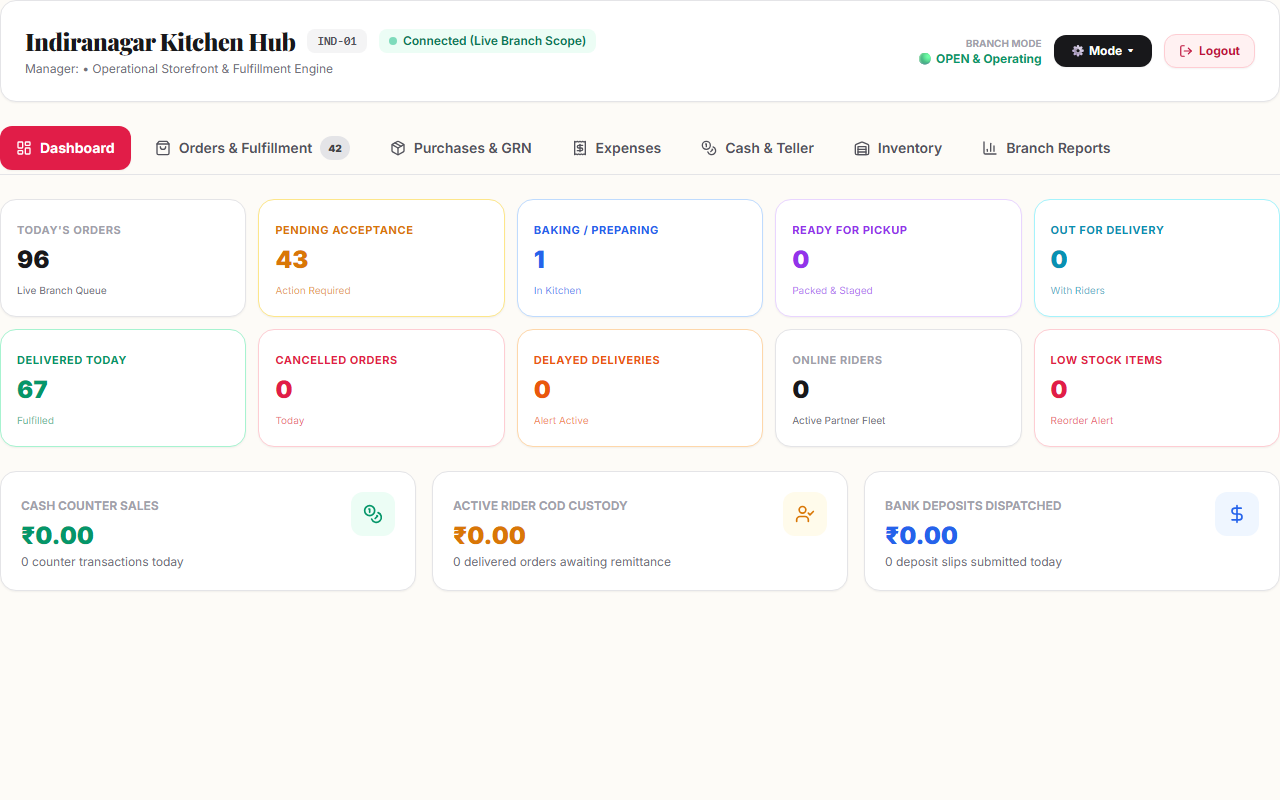 Indiranagar Kitchen Hub IND-01 Connected (Live Branch Scope)
Manager: • Operational Storefront & Fulfillment Engine
BRANCH MODE
OPEN & Operating
Mode
Logout
Dashboard
Orders & Fulfillment 42
Purchases & GRN
Expenses
Cash & Teller
Inventory
Branch Reports
TODAY'S ORDERS
96
Live Branch Queue
PENDING ACCEPTANCE
43
Action Required
BAKING / PREPARING
1
In Kitchen
READY FOR PICKUP
0
Packed & Staged
OUT FOR DELIVERY
0
With Riders
DELIVERED TODAY
67
Fulfilled
CANCELLED ORDERS
0
Today
DELAYED DELIVERIES
0
Alert Active
ONLINE RIDERS
0
Active Partner Fleet
LOW STOCK ITEMS
0
Reorder Alert
CASH COUNTER SALES
₹0.00
0 counter transactions today
ACTIVE RIDER COD CUSTODY
₹0.00
0 delivered orders awaiting remittance
BANK DEPOSITS DISPATCHED
₹0.00
0 deposit slips submitted today